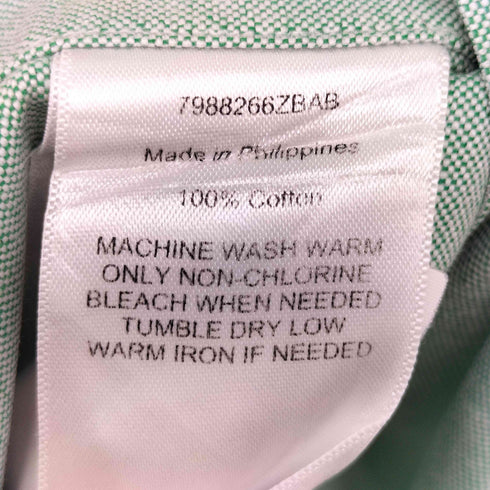 7988266ZBAB
Made in Philippines
100% Cotton
MACHINE WASH WARM
ONLY NON-CHLORINE
BLEACH WHEN NEEDED
TUMBLE DRY LOW
WARM IRON IF NEEDED